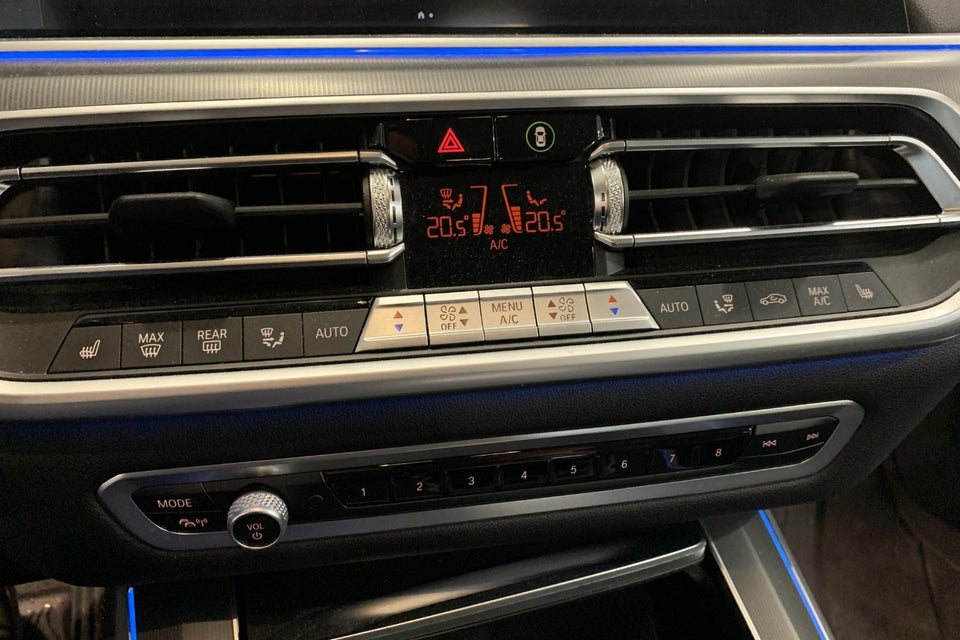 20.5° 20.5°
A/C
MAX
REAR
AUTO
OFF
MENU
A/C
OFF
AUTO
MAX
A/C
MODE
VOL
1 2 3 4 5 6 7 8